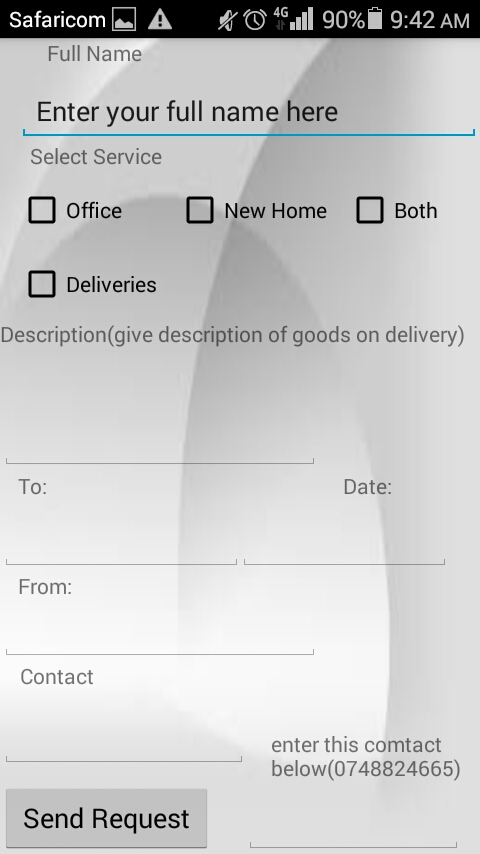 Safaricom 4G 90% 9:42 AM
Full Name
Enter your full name here
Select Service
Office New Home Both
Deliveries
Description(give description of goods on delivery)
To: Date:
From:
Contact
enter this comtact
below(0748824665)
Send Request